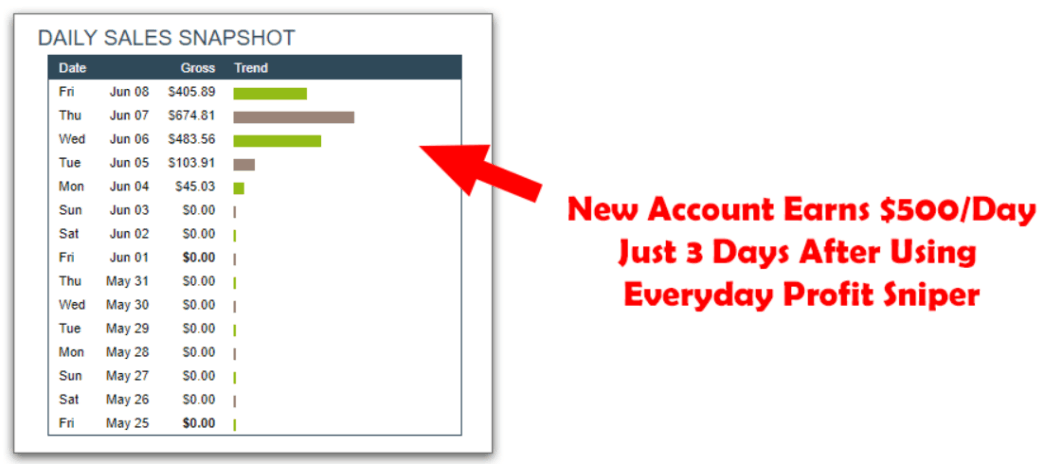 DAILY SALES SNAPSHOT
Date Gross Trend
Fri Jun 08 $405.89
Thu Jun 07 $674.81
Wed Jun 06 $483.56
Tue Jun 05 $103.91
Mon Jun 04 $45.03
Sun Jun 03 $0.00
Sat Jun 02 $0.00
Fri Jun 01 $0.00
Thu May 31 $0.00
Wed May 30 $0.00
Tue May 29 $0.00
Mon May 28 $0.00
Sun May 27 $0.00
Sat May 26 $0.00
Fri May 25 $0.00
New Account Earns $500/Day
Just 3 Days After Using
Everyday Profit Sniper